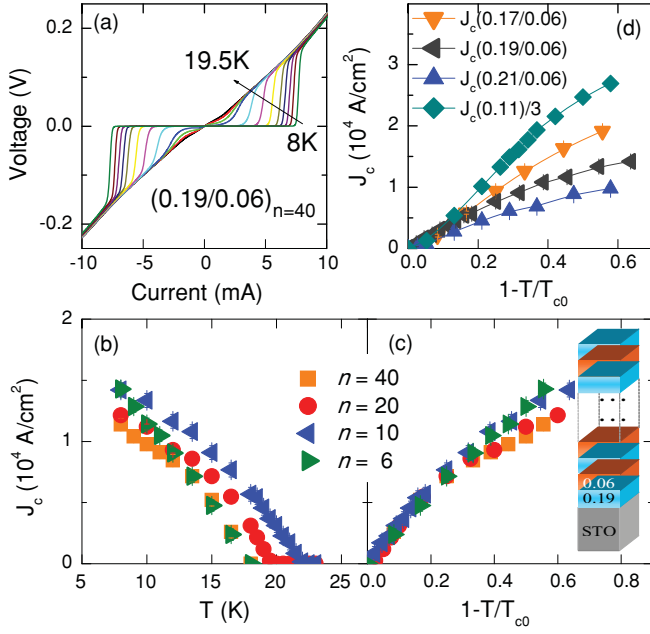 (a)
19.5K
8K
(0.19/0.06)n=40
Voltage (V)
0.2
0.0
-0.2
-10 -5 0 5 10
Current (mA)
(d)
Jc(0.17/0.06)
Jc(0.19/0.06)
Jc(0.21/0.06)
Jc(0.11)/3
Jc (10^4 A/cm^2)
3
2
1
0
0.0 0.2 0.4 0.6
1-T/Tc0
(b)
n = 40
n = 20
n = 10
n = 6
Jc (10^4 A/cm^2)
2
1
0
5 10 15 20 25
T (K)
(c)
0.06
0.19
STO
0.0 0.2 0.4 0.6 0.8
1-T/Tc0